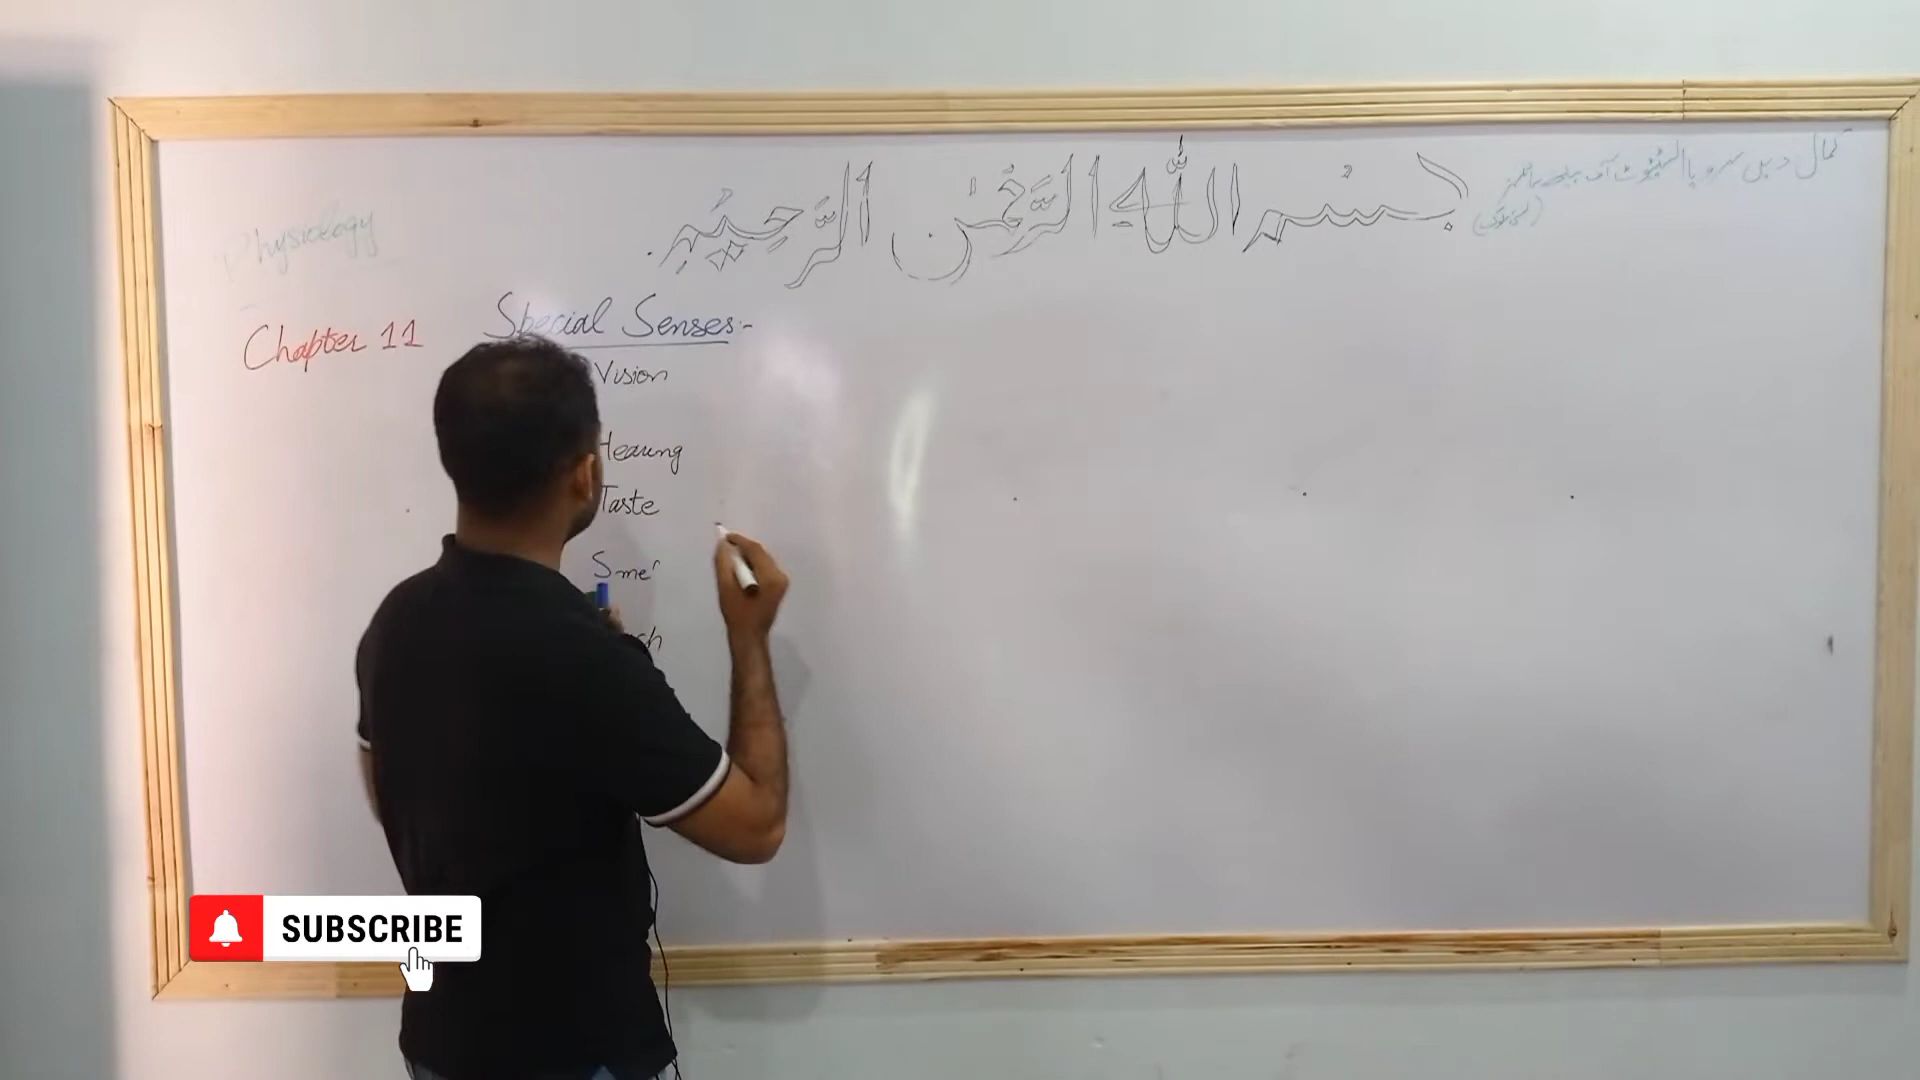 بِسْمِ اللّٰهِ الرَّحْمٰنِ الرَّحِيْمِ
Physiology
Chapter 11 Special Senses:-
Vision
Hearing
Taste
SUBSCRIBE